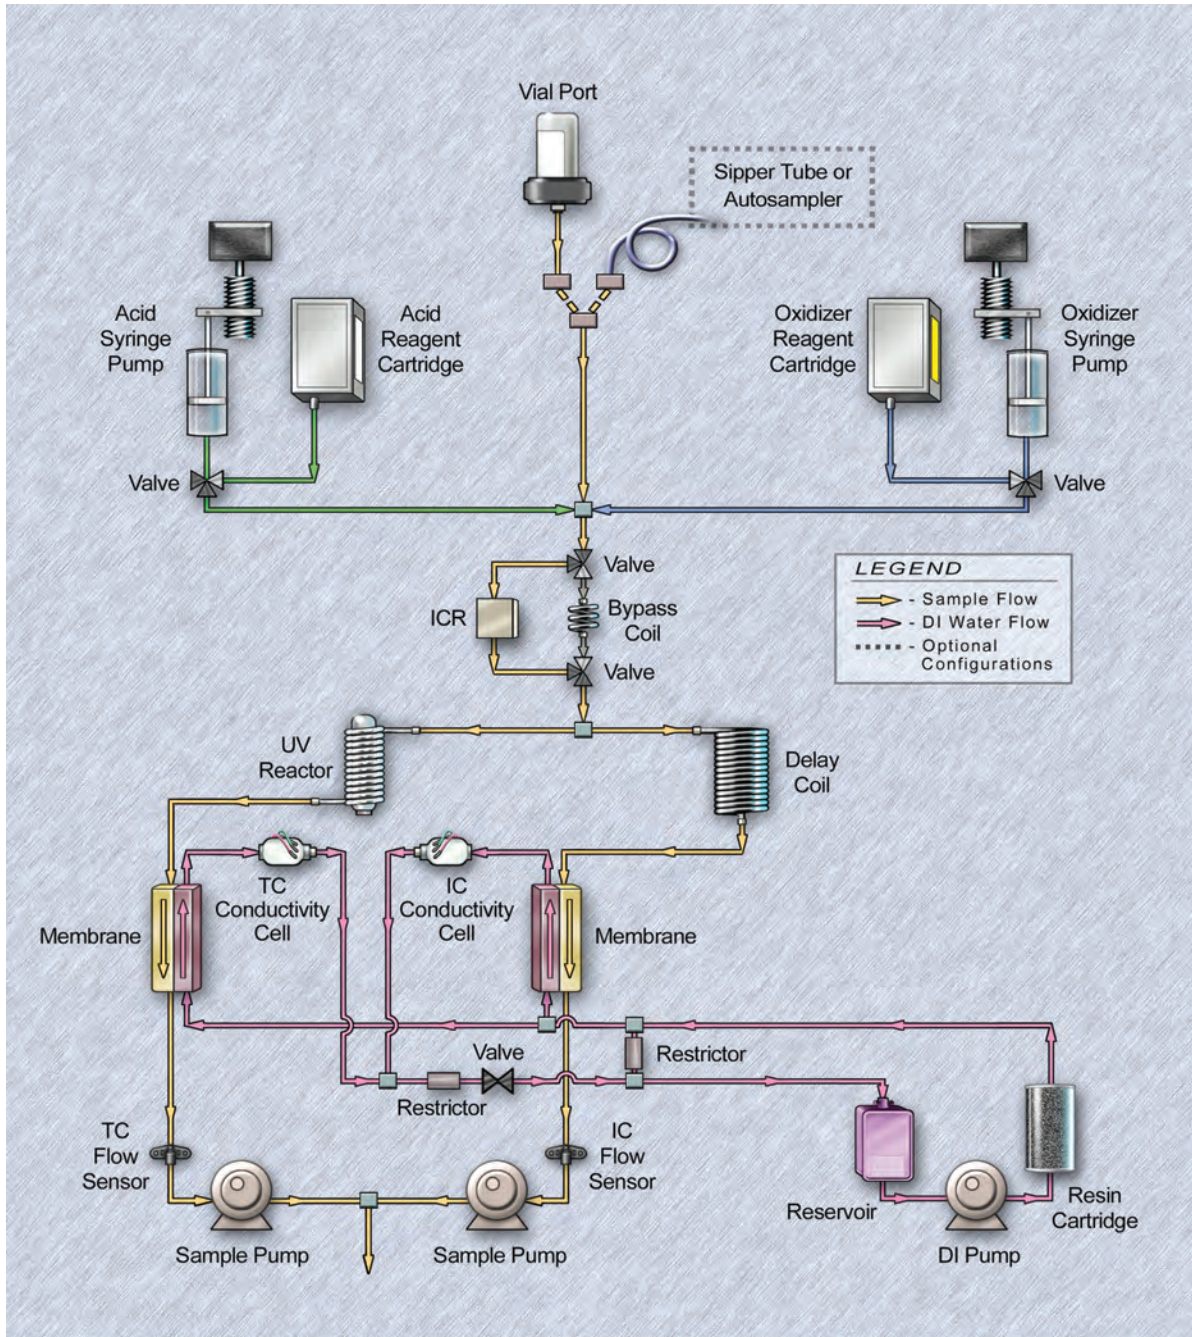 Vial Port
Sipper Tube or
Autosampler
Acid
Syringe
Pump
Acid
Reagent
Cartridge
Oxidizer
Reagent
Cartridge
Oxidizer
Syringe
Pump
Valve
Valve
Valve
ICR
Bypass
Coil
Valve
LEGEND
- Sample Flow
- DI Water Flow
- Optional
Configurations
UV
Reactor
Delay
Coil
TC
Conductivity
Cell
IC
Conductivity
Cell
Membrane
Membrane
Valve
Restrictor
Restrictor
TC
Flow
Sensor
IC
Flow
Sensor
Reservoir
Resin
Cartridge
Sample Pump
Sample Pump
DI Pump